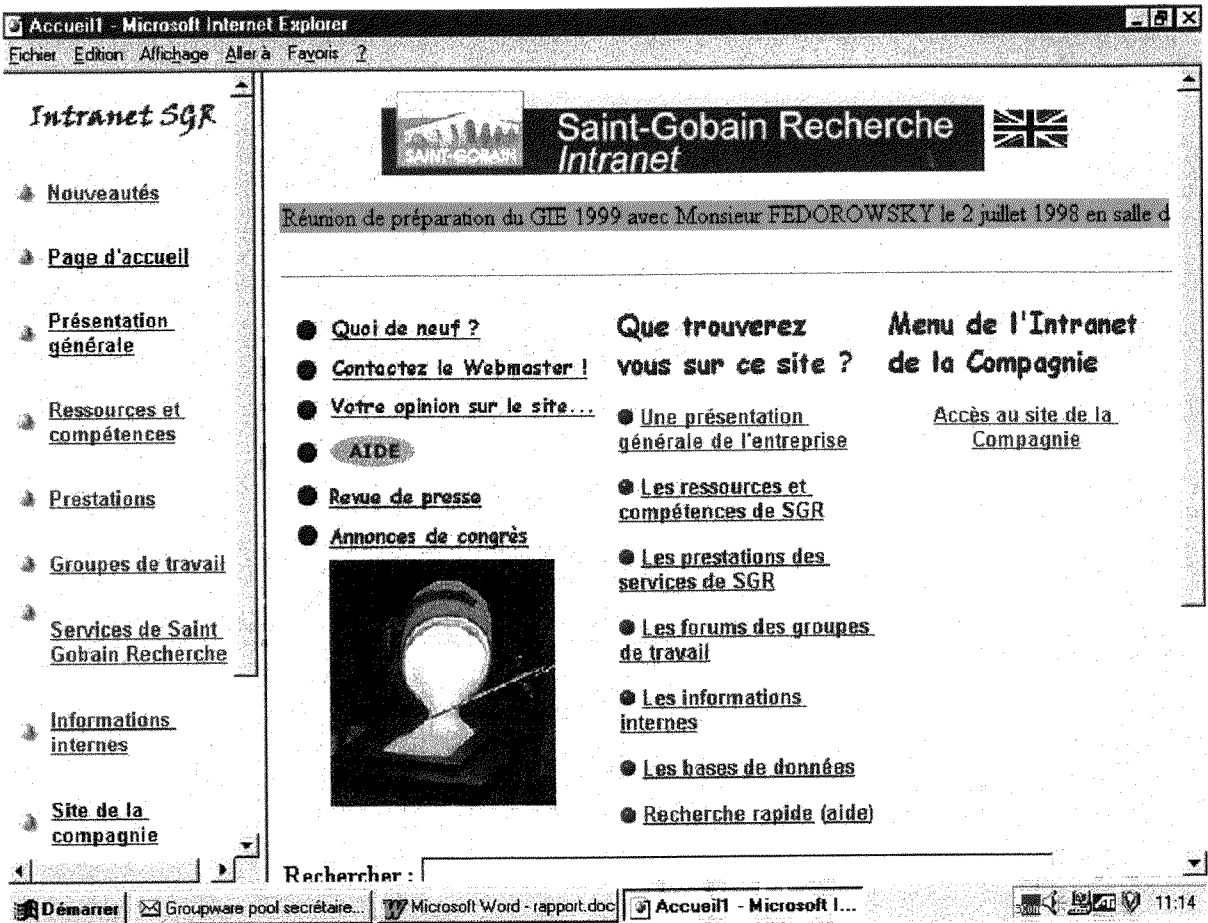 Accueil1 - Microsoft Internet Explorer
Fichier Edition Affichage Aller à Favoris ?
Intranet SGR
Nouveautés
Page d'accueil
Présentation
générale
Ressources et
compétences
Prestations
Groupes de travail
Services de Saint
Gobain Recherche
Informations
internes
Site de la
compagnie
SAINT-GOBAIN
Saint-Gobain Recherche
Intranet
Réunion de préparation du GIE 1999 avec Monsieur FEDOROWSKY le 2 juillet 1998 en salle d
Quoi de neuf ?
Contactez le Webmaster !
Votre opinion sur le site...
AIDE
Revue de presse
Annonces de congrès
Que trouverez
vous sur ce site ?
Une présentation
générale de l'entreprise
Les ressources et
compétences de SGR
Les prestations des
services de SGR
Les forums des groupes
de travail
Les informations
internes
Les bases de données
Recherche rapide (aide)
Menu de l'Intranet
de la Compagnie
Accès au site de la
Compagnie
Rechercher :
Démarrer
Groupware pool secrétaire...
Microsoft Word - rapport.doc
Accueil1 - Microsoft I...
11:14